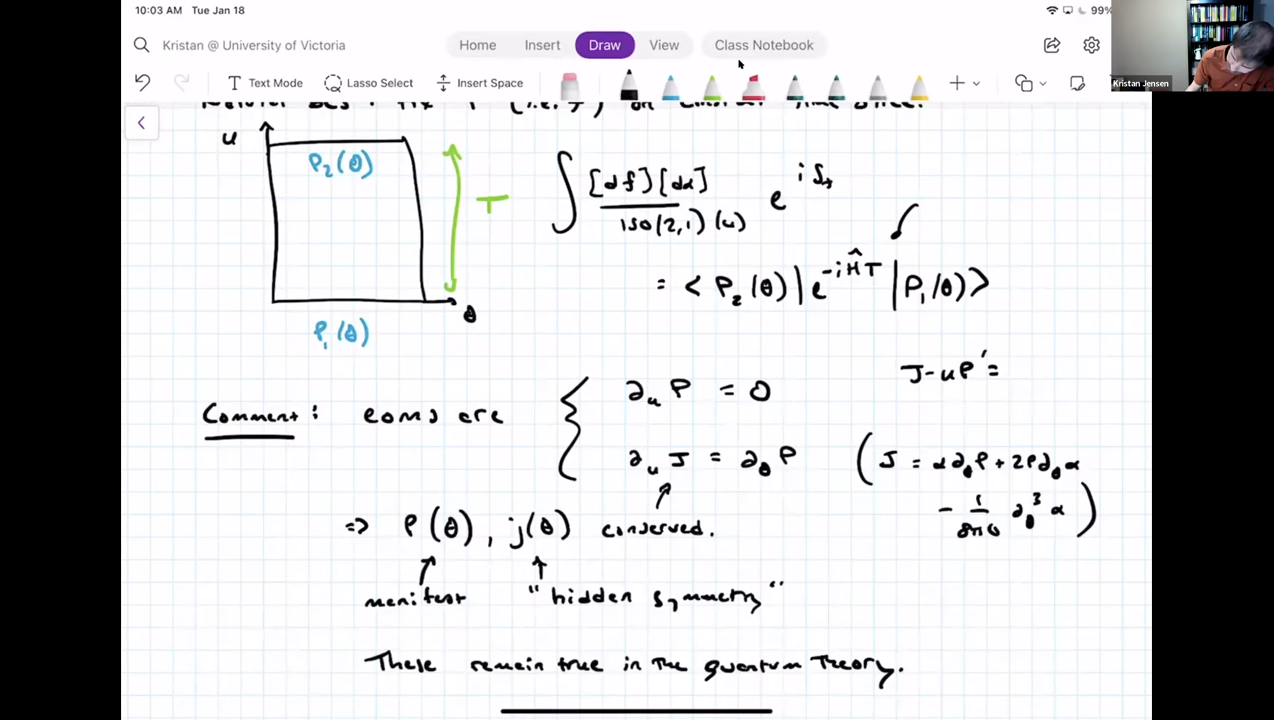 10:03 AM Tue Jan 18
99%
Kristan @ University of Victoria
Home Insert Draw View Class Notebook
Text Mode Lasso Select Insert Space
Kristan Jensen
u
P₂(θ)
T
∫ [df][dα] / ISO(2,1)(u) e^{iS₊}
= <P₂(θ)|e^{-iĤT}|P₁(θ)>
θ
P₁(θ)
J-uP'=
Comment: eoms are
∂ᵤP = 0
∂ᵤJ = ∂_θP
(J = α∂_θP + 2P∂_θα
- 1/8πG ∂_θ³α)
=> P(θ), j(θ) conserved.
manifest "hidden symmetry"
These remain true in the quantum theory.